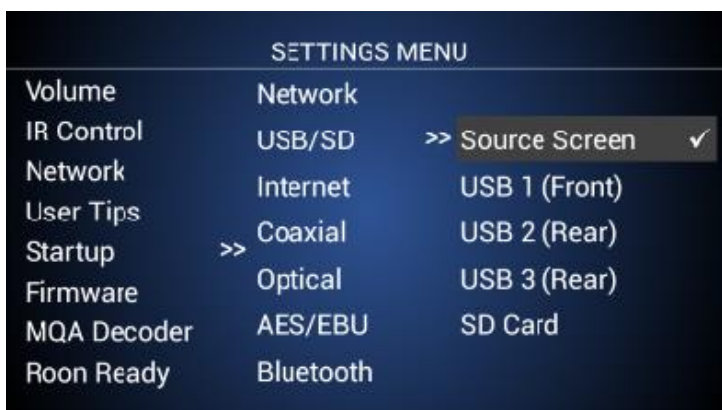 SETTINGS MENU
Volume
IR Control
Network
User Tips
Startup >>
Firmware
MQA Decoder
Roon Ready
Network
USB/SD >>
Internet
Coaxial
Optical
AES/EBU
Bluetooth
Source Screen ✓
USB 1 (Front)
USB 2 (Rear)
USB 3 (Rear)
SD Card